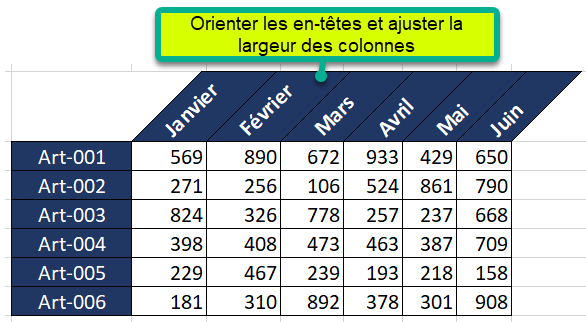 Orienter les en-têtes et ajuster la
largeur des colonnes
Janvier Février Mars Avril Mai Juin
Art-001 569 890 672 933 429 650
Art-002 271 256 106 524 861 790
Art-003 824 326 778 257 237 668
Art-004 398 408 473 463 387 709
Art-005 229 467 239 193 218 158
Art-006 181 310 892 378 301 908